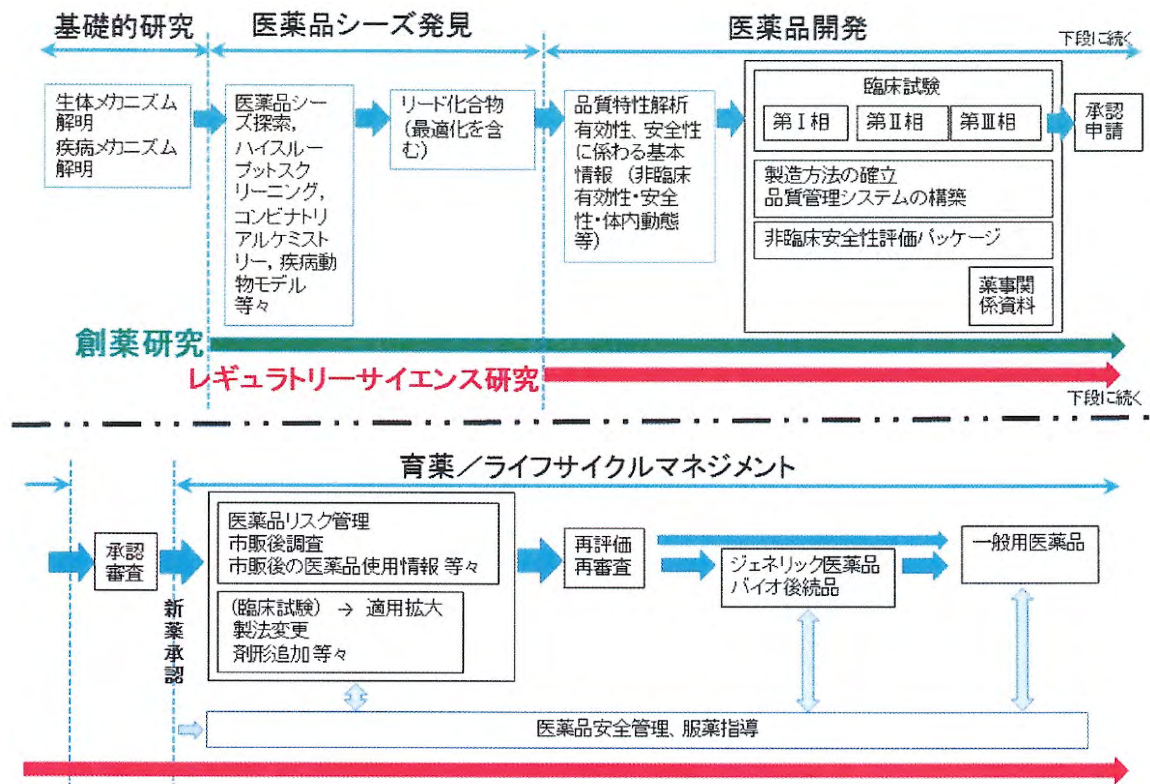 基礎的研究
医薬品シーズ発見
医薬品開発
下段に続く
生体メカニズム
解明
疾病メカニズム
解明
医薬品シー
ズ探索,
ハイスルー
プットスク
リーニング,
コンビナトリ
アルケミスト
リー, 疾病動
物モデル
等々
リード化合物
(最適化を含
む)
品質特性解析
有効性、安全性
に係わる基本
情報 (非臨床
有効性・安全
性・体内動態
等)
臨床試験
第Ⅰ相
第Ⅱ相
第Ⅲ相
製造方法の確立
品質管理システムの構築
非臨床安全性評価パッケージ
薬事関
係資料
承認
申請
創薬研究
レギュラトリーサイエンス研究
下段に続く
育薬/ライフサイクルマネジメント
承認
審査
新薬承認
医薬品リスク管理
市販後調査
市販後の医薬品使用情報 等々
(臨床試験) → 適用拡大
製法変更
剤形追加 等々
再評価
再審査
ジェネリック医薬品
バイオ後続品
一般用医薬品
医薬品安全管理、服薬指導